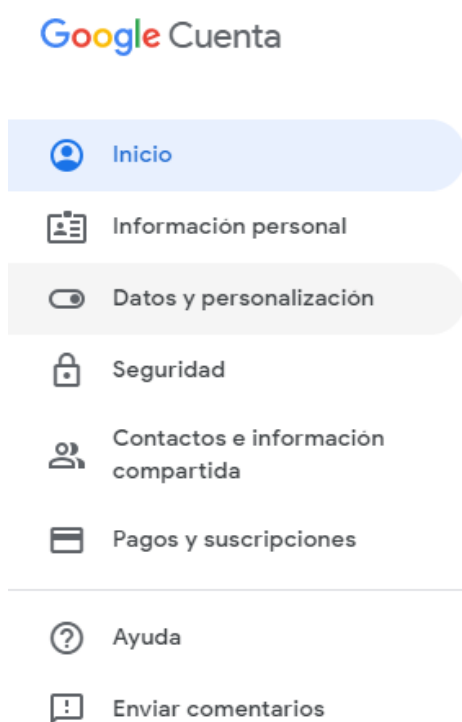 Google Cuenta
Inicio
Información personal
Datos y personalización
Seguridad
Contactos e información
compartida
Pagos y suscripciones
Ayuda
Enviar comentarios